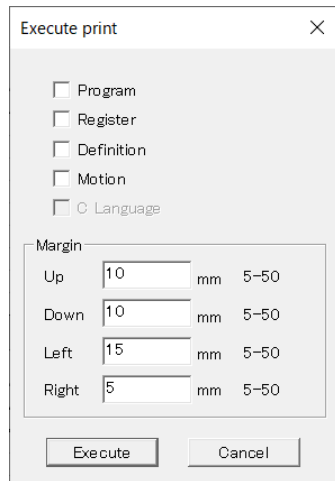 Execute print
Program
Register
Definition
Motion
C Language
Margin
Up 10 mm 5-50
Down 10 mm 5-50
Left 15 mm 5-50
Right 5 mm 5-50
Execute Cancel